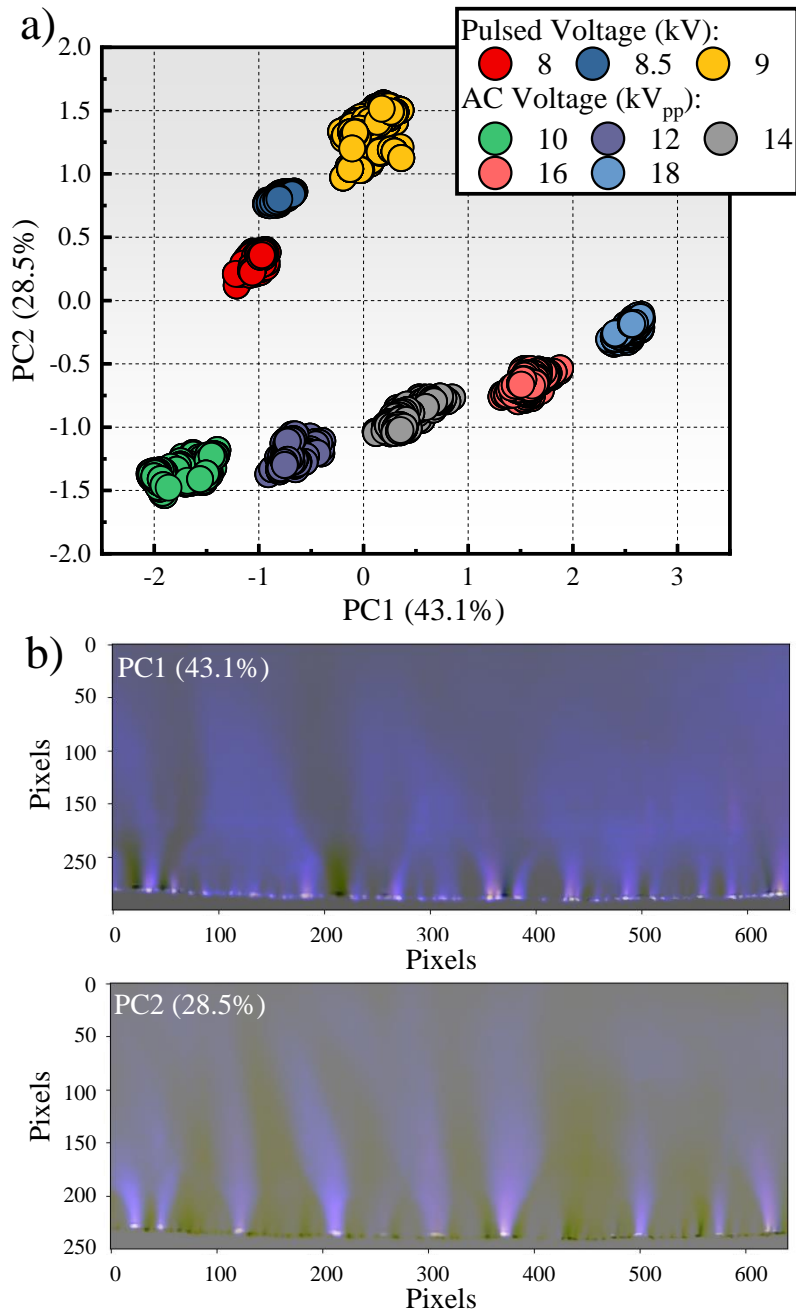 a)
Pulsed Voltage (kV):
8 8.5 9
AC Voltage (kVpp):
10 12 14
16 18
2.0
1.5
1.0
0.5
0.0
-0.5
-1.0
-1.5
-2.0
PC2 (28.5%)
-2 -1 0 1 2 3
PC1 (43.1%)
b)
PC1 (43.1%)
0
50
100
150
250
Pixels
0 100 200 300 400 500 600
Pixels
PC2 (28.5%)
0
50
100
150
200
250
Pixels
0 100 200 300 400 500 600
Pixels